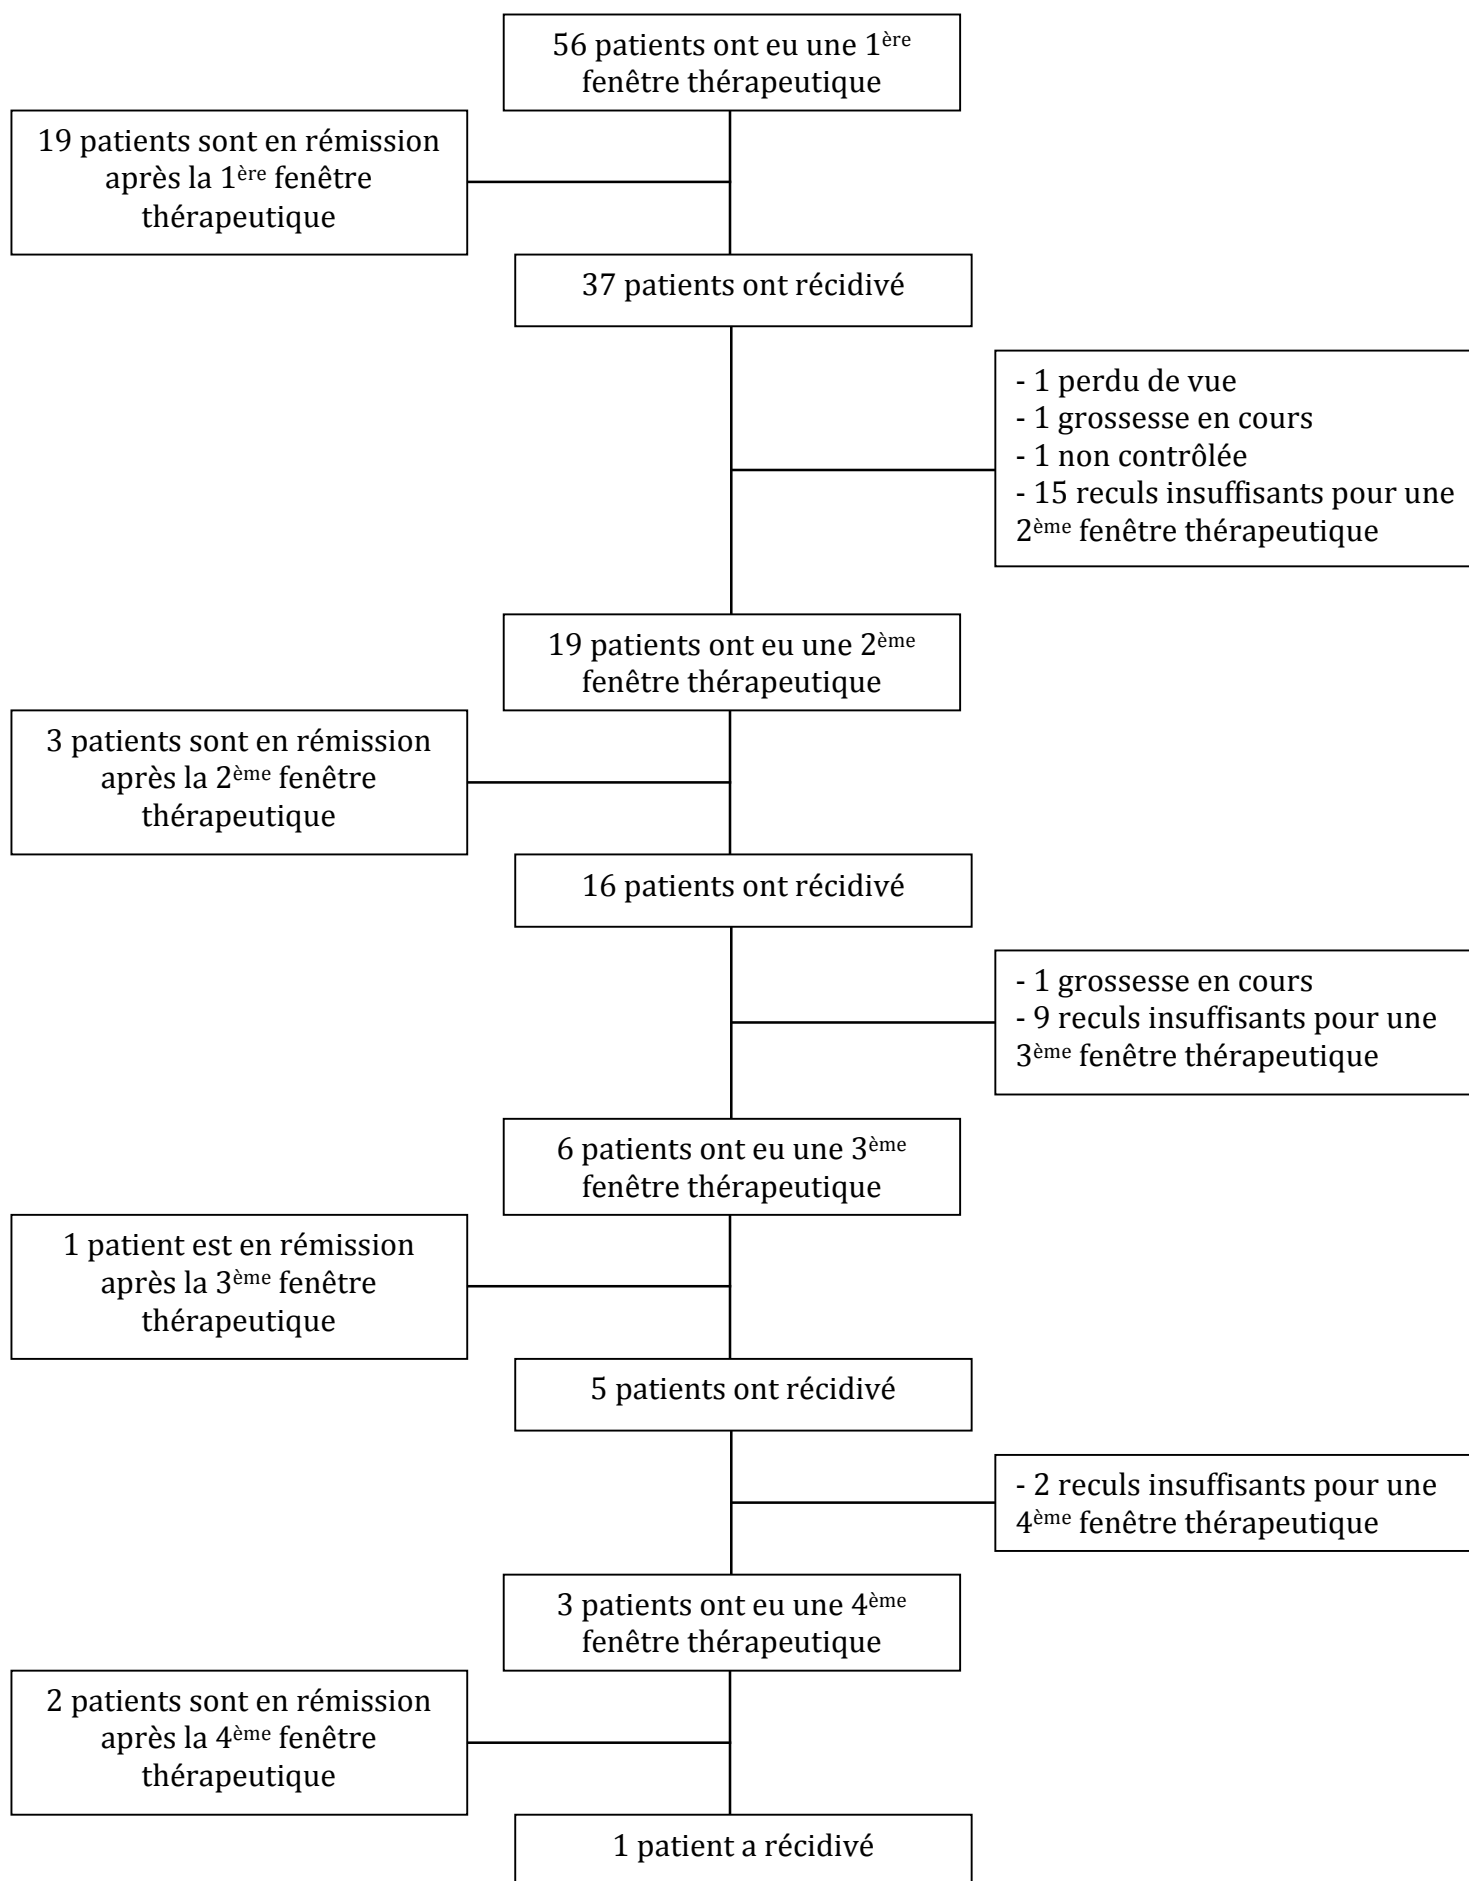 56 patients ont eu une 1ère
fenêtre thérapeutique
19 patients sont en rémission
après la 1ère fenêtre
thérapeutique
37 patients ont récidivé
- 1 perdu de vue
- 1 grossesse en cours
- 1 non contrôlée
- 15 reculs insuffisants pour une
2ème fenêtre thérapeutique
19 patients ont eu une 2ème
fenêtre thérapeutique
3 patients sont en rémission
après la 2ème fenêtre
thérapeutique
16 patients ont récidivé
- 1 grossesse en cours
- 9 reculs insuffisants pour une
3ème fenêtre thérapeutique
6 patients ont eu une 3ème
fenêtre thérapeutique
1 patient est en rémission
après la 3ème fenêtre
thérapeutique
5 patients ont récidivé
- 2 reculs insuffisants pour une
4ème fenêtre thérapeutique
3 patients ont eu une 4ème
fenêtre thérapeutique
2 patients sont en rémission
après la 4ème fenêtre
thérapeutique
1 patient a récidivé